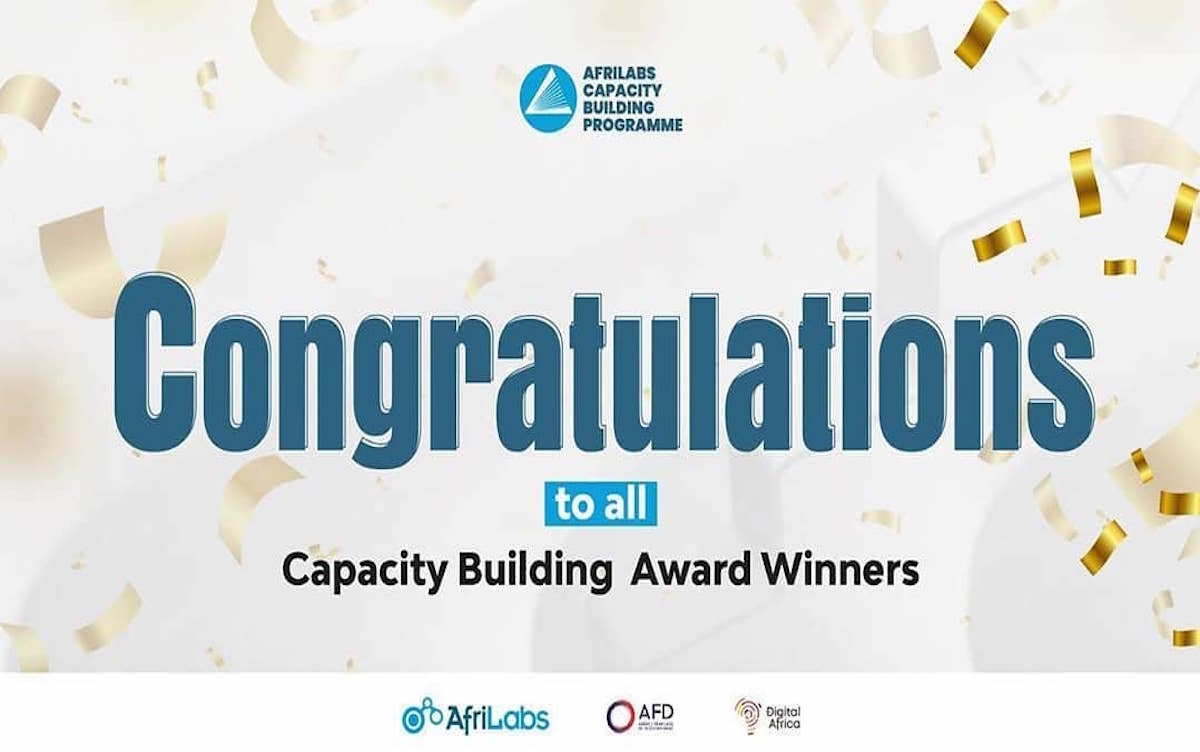 AFRILABS
CAPACITY
BUILDING
PROGRAMME
Congratulations
to all
Capacity Building Award Winners
AfriLabs
AFD
Digital
Africa